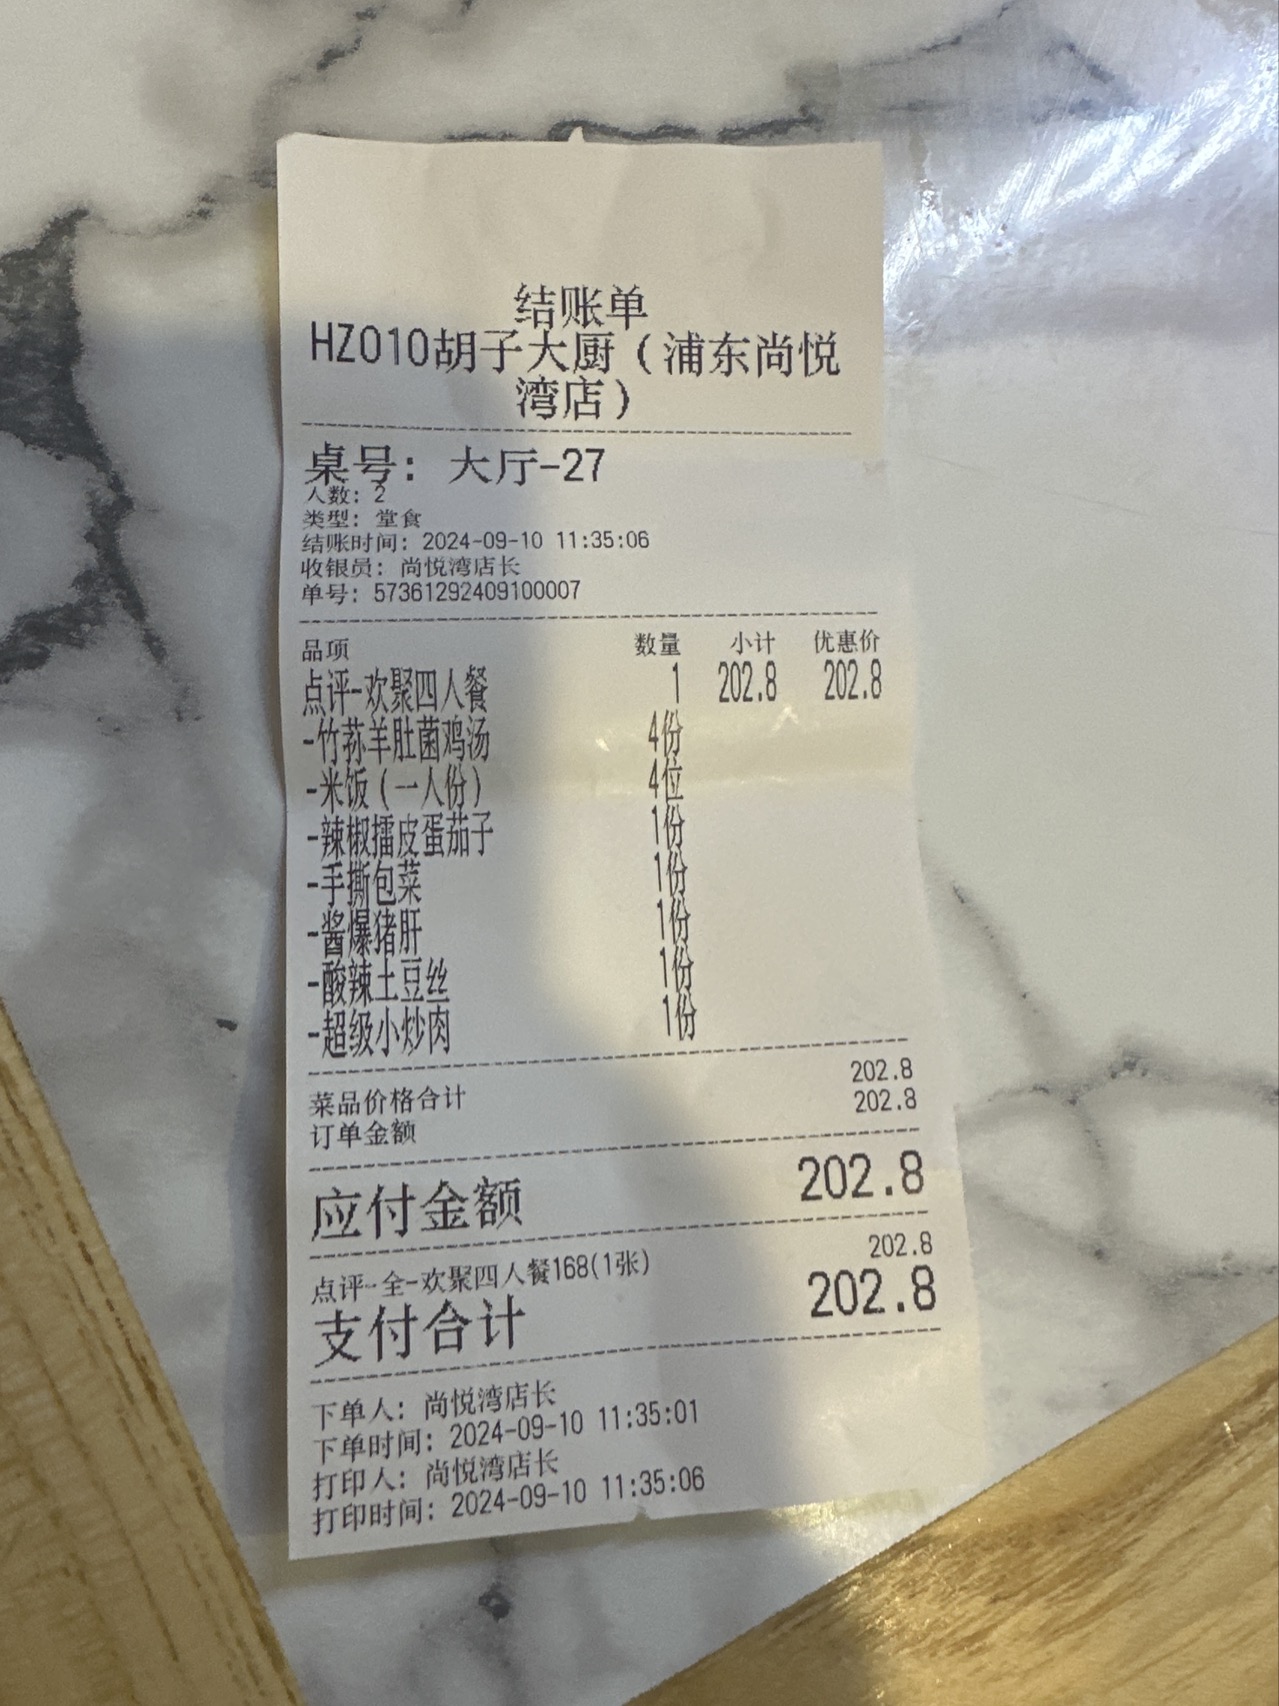 结账单
HZ010胡子大厨（浦东尚悦
湾店）
桌号：大厅-27
人数：2
类型：堂食
结账时间：2024-09-10 11:35:06
收银员：尚悦湾店长
单号：57361292409100007
品项 数量 小计 优惠价
点评-欢聚四人餐 1 202.8 202.8
-竹荪羊肚菌鸡汤 4份
-米饭（一人份） 4位
-辣椒擂皮蛋茄子 1份
-手撕包菜 1份
-酱爆猪肝 1份
-酸辣土豆丝 1份
-超级小炒肉 1份
菜品价格合计 202.8
订单金额 202.8
应付金额 202.8
点评-全-欢聚四人餐168(1张) 202.8
支付合计 202.8
下单人：尚悦湾店长
下单时间：2024-09-10 11:35:01
打印人：尚悦湾店长
打印时间：2024-09-10 11:35:06